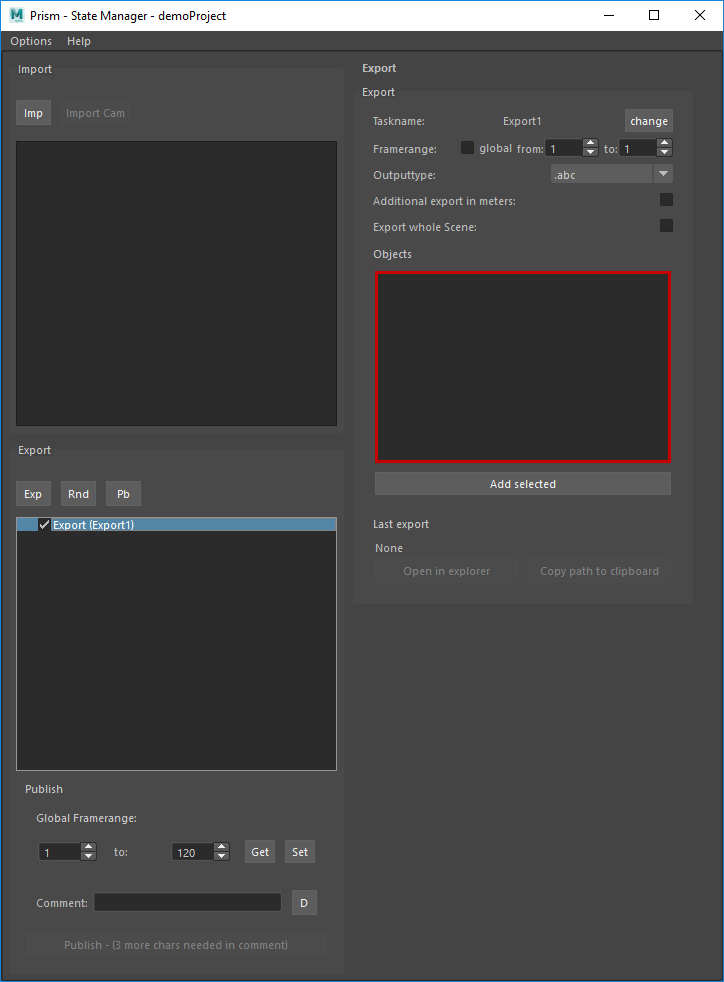 Prism - State Manager - demoProject
Options Help
Import
Imp Import Cam
Export
Exp Rnd Pb
Export (Export1)
Publish
Global Framerange:
1 to: 120 Get Set
Comment: D
Publish - (3 more chars needed in comment)
Export
Export
Taskname: Export1 change
Framerange: global from: 1 to: 1
Outputtype: .abc
Additional export in meters:
Export whole Scene:
Objects
Add selected
Last export
None
Open in explorer Copy path to clipboard